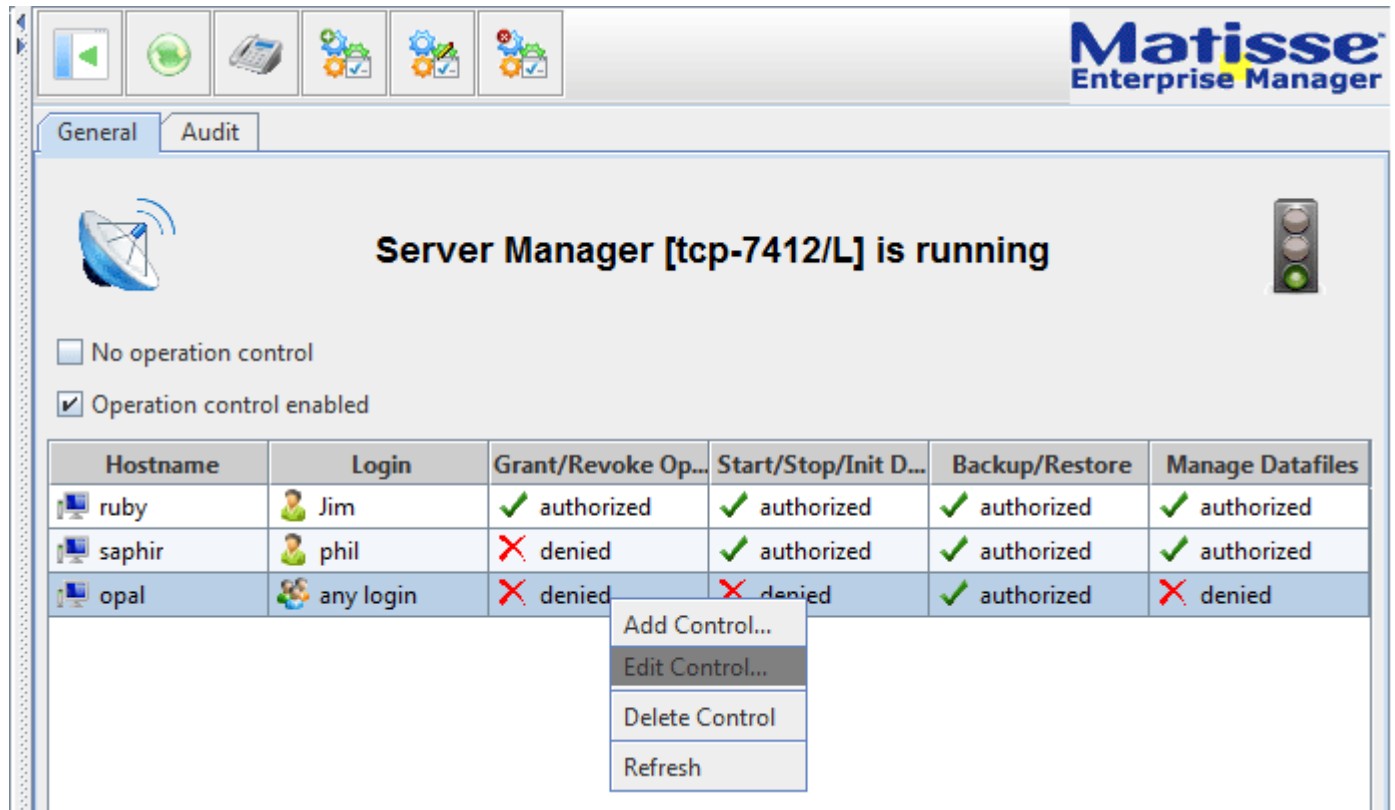 Matisse
Enterprise Manager
General Audit
Server Manager [tcp-7412/L] is running
No operation control
Operation control enabled
Hostname Login Grant/Revoke Op... Start/Stop/Init D... Backup/Restore Manage Datafiles
ruby Jim authorized authorized authorized authorized
saphir phil denied authorized authorized authorized
opal any login denied denied authorized denied
Add Control...
Edit Control...
Delete Control
Refresh